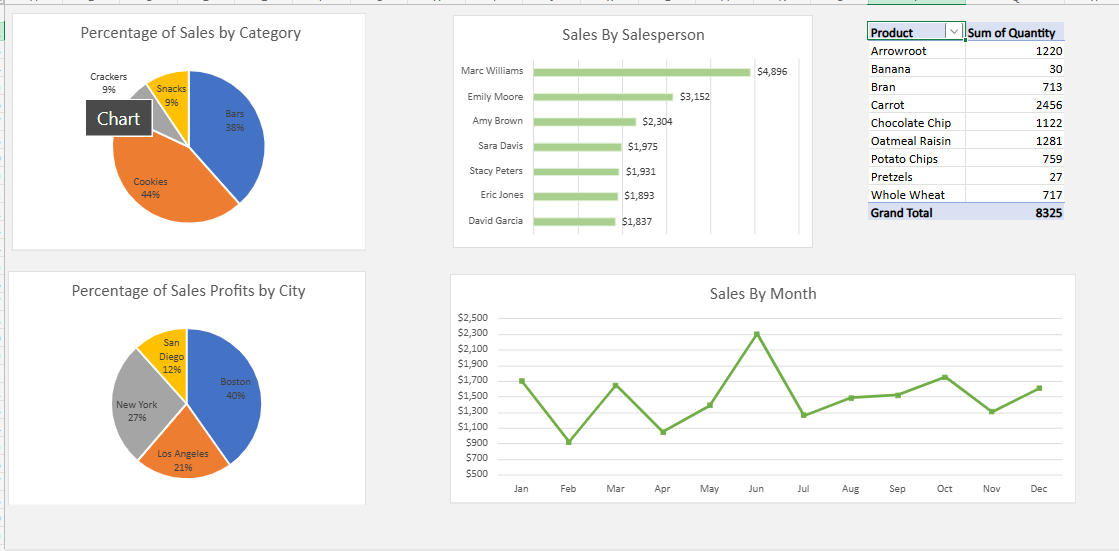 Percentage of Sales by Category
Crackers
9%
Snacks
9%
Bars
38%
Chart
Cookies
44%
Sales By Salesperson
Marc Williams $4,896
Emily Moore $3,152
Amy Brown $2,304
Sara Davis $1,975
Stacy Peters $1,931
Eric Jones $1,893
David Garcia $1,837
Product Sum of Quantity
Arrowroot 1220
Banana 30
Bran 713
Carrot 2456
Chocolate Chip 1122
Oatmeal Raisin 1281
Potato Chips 759
Pretzels 27
Whole Wheat 717
Grand Total 8325
Percentage of Sales Profits by City
San
Diego
12%
Boston
40%
New York
27%
Los Angeles
21%
Sales By Month
$2,500
$2,300
$2,100
$1,900
$1,700
$1,500
$1,300
$1,100
$900
$700
$500
Jan Feb Mar Apr May Jun Jul Aug Sep Oct Nov Dec